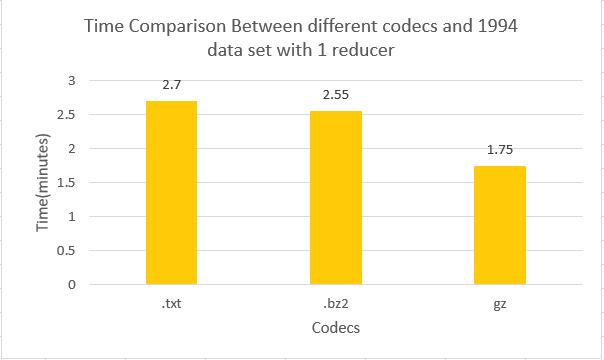 Time Comparison Between different codecs and 1994
data set with 1 reducer
3
2.5
2
1.5
1
0.5
0
Time(minutes)
2.7
2.55
1.75
.txt
.bz2
gz
Codecs